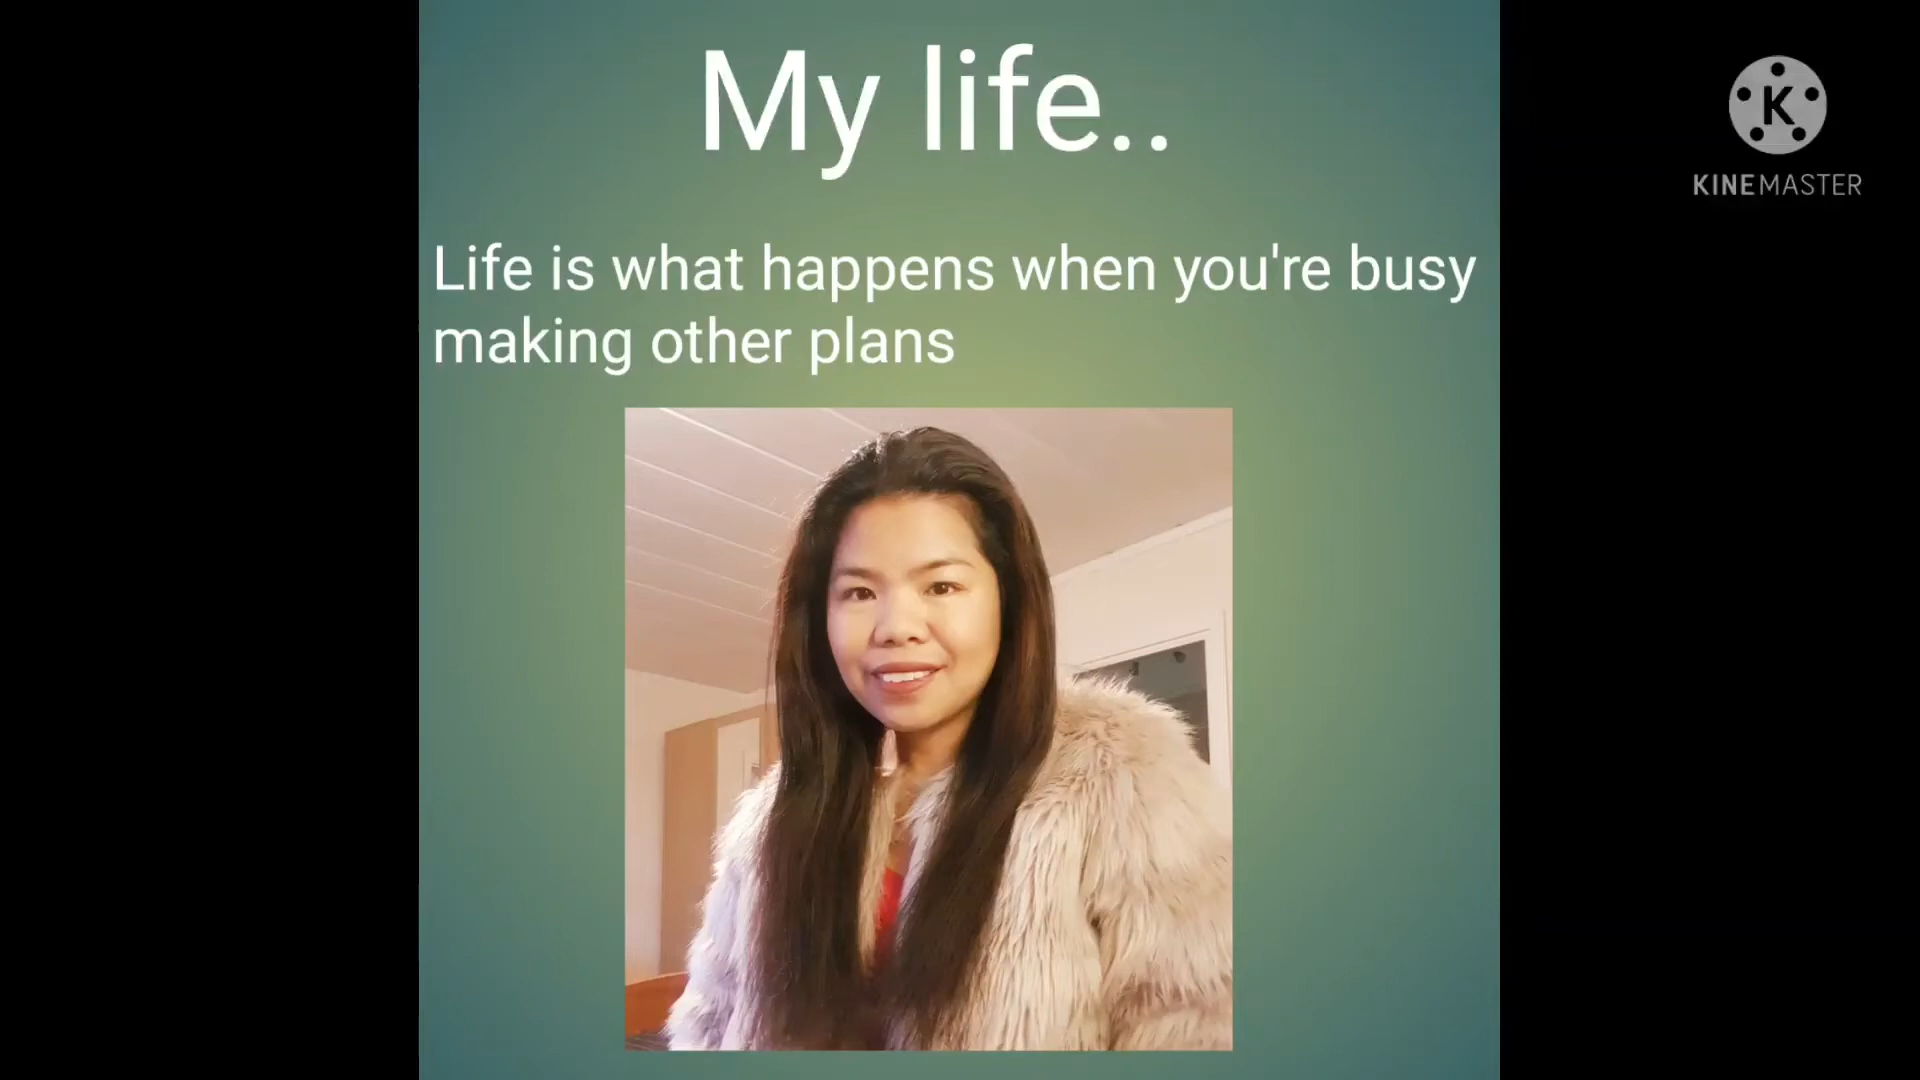 My life..
Life is what happens when you're busy
making other plans
K
KINEMASTER